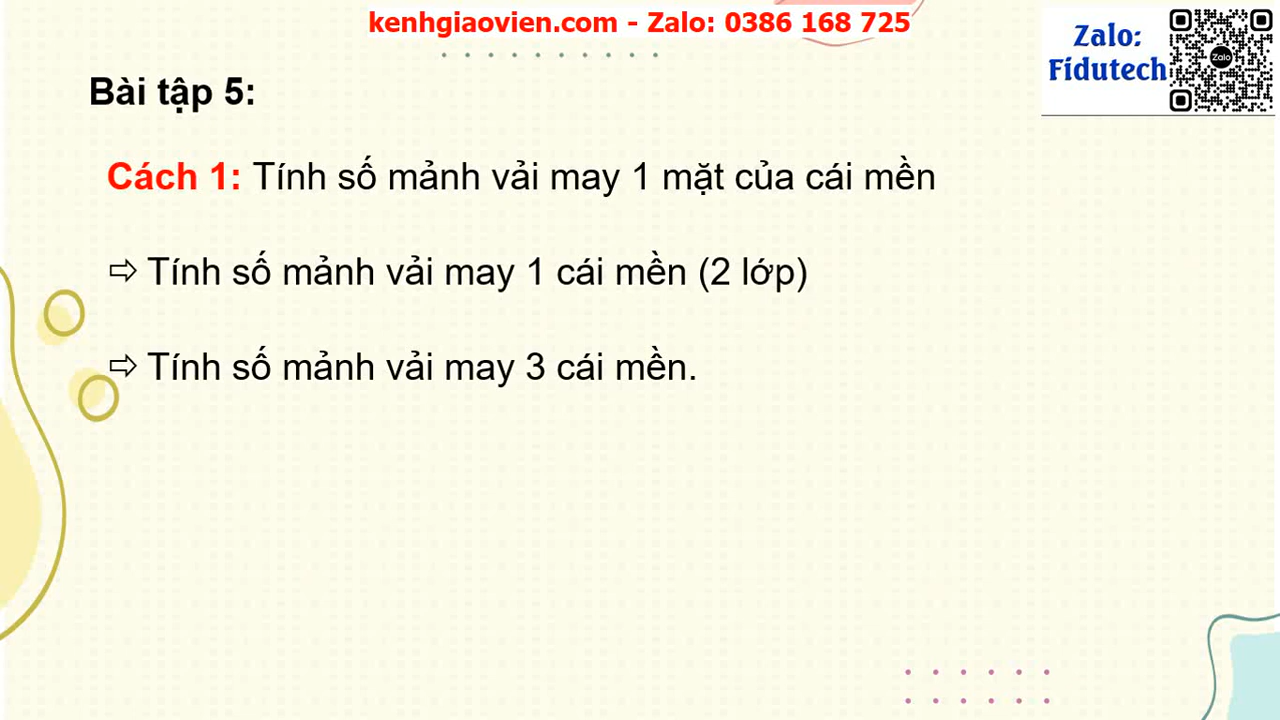 kenhgiaovien.com - Zalo: 0386 168 725
Zalo:
Fidutech
Zalo
Bài tập 5:
Cách 1: Tính số mảnh vải may 1 mặt của cái mền
⇨ Tính số mảnh vải may 1 cái mền (2 lớp)
⇨ Tính số mảnh vải may 3 cái mền.